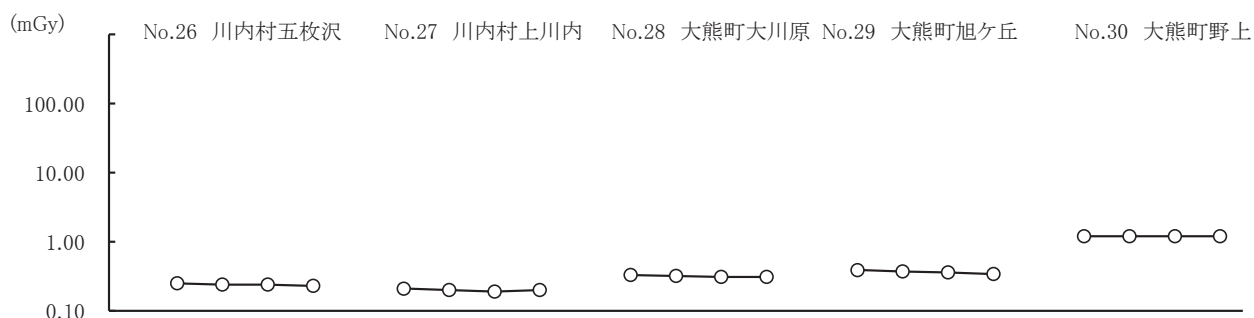 (mGy)
No.26 川内村五枚沢
No.27 川内村上川内
No.28 大熊町大川原
No.29 大熊町旭ケ丘
No.30 大熊町野上
100.00
10.00
1.00
0.10